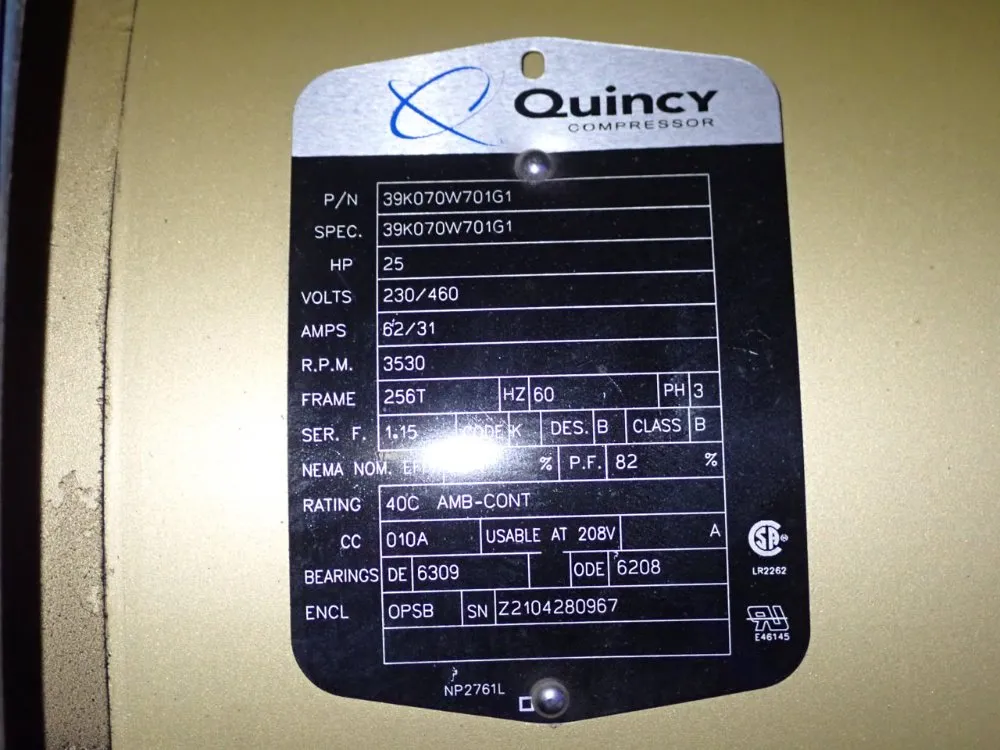 Quincy
COMPRESSOR
P/N 39K070W701G1
SPEC. 39K070W701G1
HP 25
VOLTS 230/460
AMPS 62/31
R.P.M. 3530
FRAME 256T HZ 60 PH 3
SER. F. 1.15 CODE K DES. B CLASS B
NEMA NOM. EFF % P.F. 82 %
RATING 40C AMB-CONT
CC 010A USABLE AT 208V A
BEARINGS DE 6309 ODE 6208
ENCL OPSB SN Z2104280967
NP2761L
SA
LR2262
RU
E46145